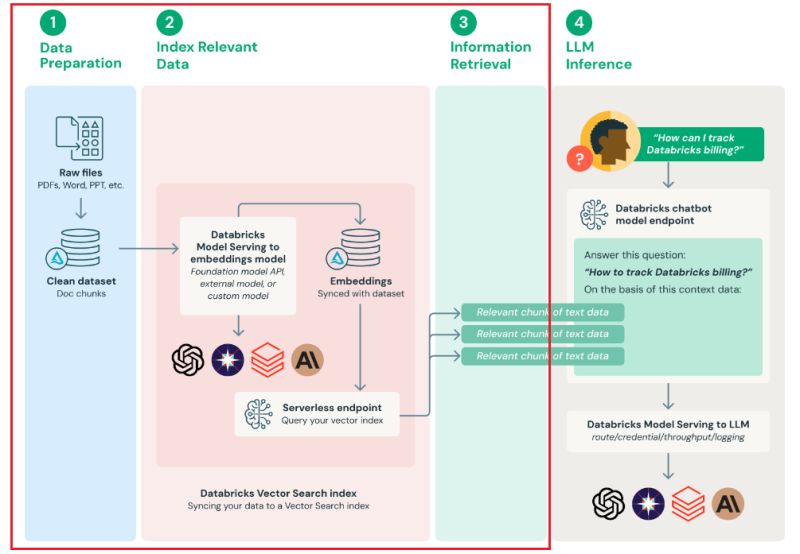 1
Data
Preparation
2
Index Relevant
Data
3
Information
Retrieval
4
LLM
Inference
Raw files
PDFs, Word, PPT, etc.
Clean dataset
Doc chunks
Databricks
Model Serving to
embeddings model
Foundation model API,
external model, or
custom model
Embeddings
Synced with dataset
Serverless endpoint
Query your vector index
Databricks Vector Search index
Syncing your data to a Vector Search index
Relevant chunk of text data
Relevant chunk of text data
Relevant chunk of text data
?
“How can I track
Databricks billing?”
Databricks chatbot
model endpoint
Answer this question:
“How to track Databricks billing?”
On the basis of this context data:
Databricks Model Serving to LLM
route/credential/throughput/logging